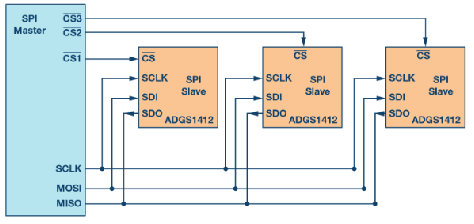 SPI
Master
CS3
CS2
CS1
SCLK
MOSI
MISO
CS
SCLK
SPI
Slave
SDI
SDO
ADGS1412
CS
SCLK
SPI
Slave
SDI
SDO
ADGS1412
CS
SCLK
SPI
Slave
SDI
SDO
ADGS1412